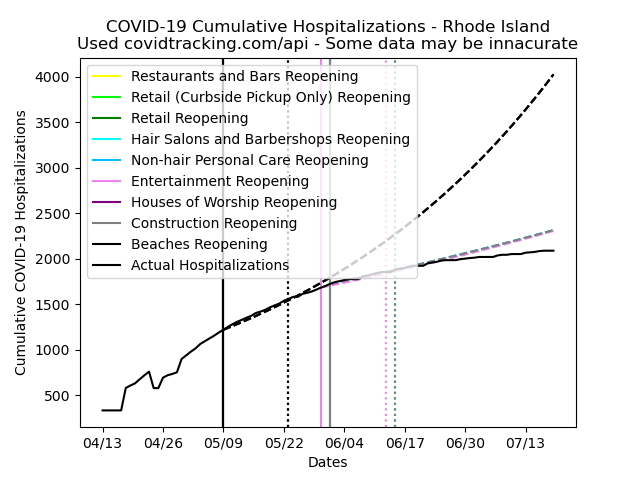 COVID-19 Cumulative Hospitalizations - Rhode Island
Used covidtracking.com/api - Some data may be innacurate
Cumulative COVID-19 Hospitalizations
4000
3500
3000
2500
2000
1500
1000
500
Restaurants and Bars Reopening
Retail (Curbside Pickup Only) Reopening
Retail Reopening
Hair Salons and Barbershops Reopening
Non-hair Personal Care Reopening
Entertainment Reopening
Houses of Worship Reopening
Construction Reopening
Beaches Reopening
Actual Hospitalizations
04/13 04/26 05/09 05/22 06/04 06/17 06/30 07/13
Dates